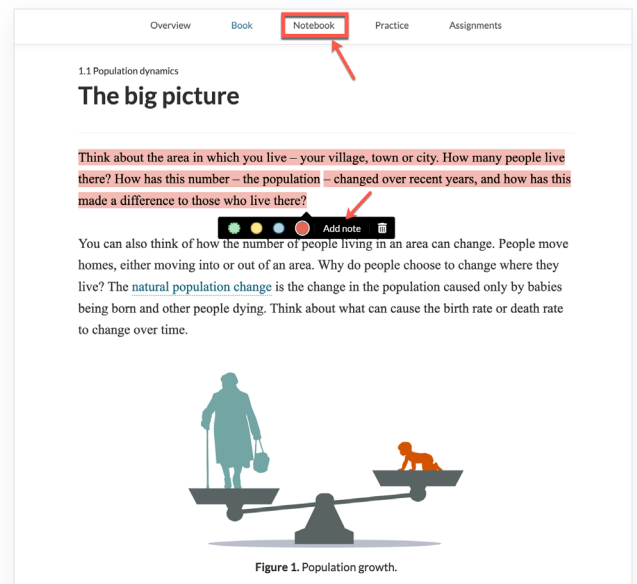 Overview Book Notebook Practice Assignments
1.1 Population dynamics
The big picture
Think about the area in which you live – your village, town or city. How many people live
there? How has this number – the population – changed over recent years, and how has this
made a difference to those who live there?
Add note
You can also think of how the number of people living in an area can change. People move
homes, either moving into or out of an area. Why do people choose to change where they
live? The natural population change is the change in the population caused only by babies
being born and other people dying. Think about what can cause the birth rate or death rate
to change over time.
Figure 1. Population growth.